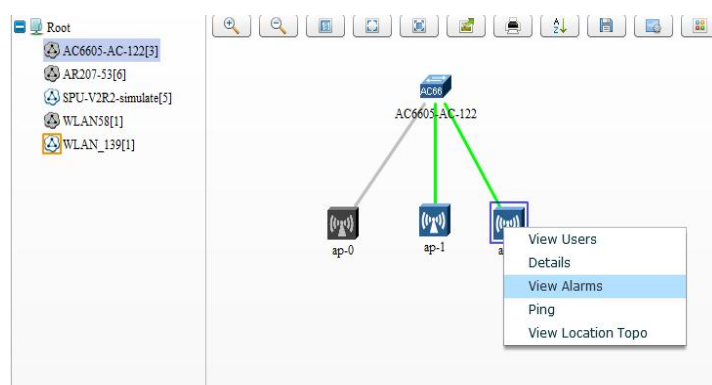 Root
AC6605-AC-122[3]
AR207-53[6]
SPU-V2R2-simulate[5]
WLAN58[1]
WLAN_139[1]
AC66
AC6605-AC-122
ap-0
ap-1
View Users
Details
View Alarms
Ping
View Location Topo